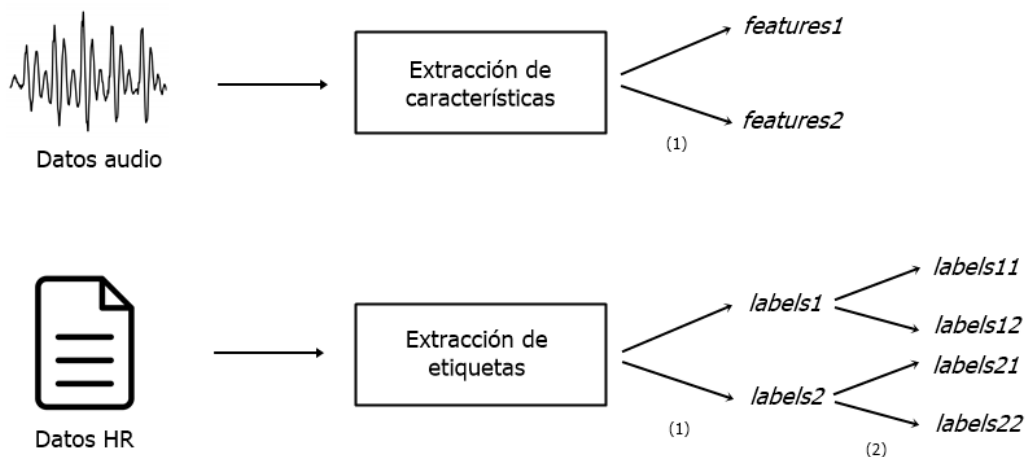 features1
Extracción de
características
features2
(1)
Datos audio
labels11
labels1
labels12
Extracción de
etiquetas
labels21
labels2
labels22
(1)
(2)
Datos HR